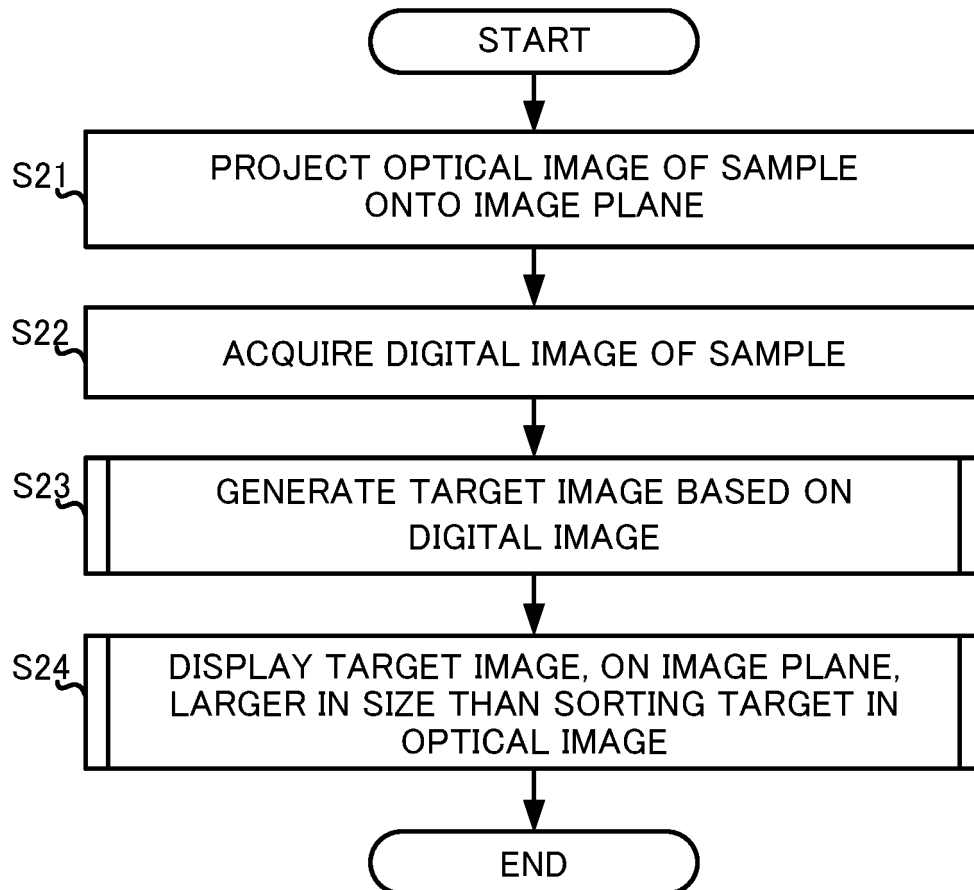 START
S21
PROJECT OPTICAL IMAGE OF SAMPLE
ONTO IMAGE PLANE
S22
ACQUIRE DIGITAL IMAGE OF SAMPLE
S23
GENERATE TARGET IMAGE BASED ON
DIGITAL IMAGE
S24
DISPLAY TARGET IMAGE, ON IMAGE PLANE,
LARGER IN SIZE THAN SORTING TARGET IN
OPTICAL IMAGE
END